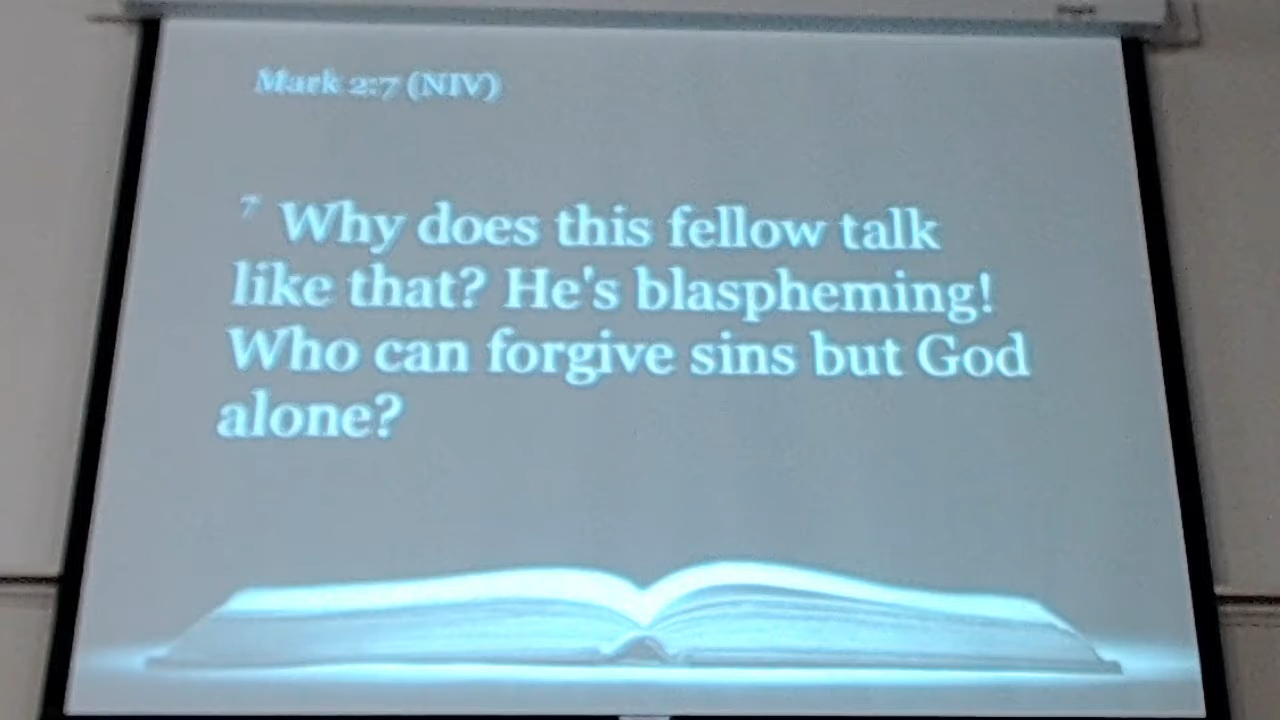 Mark 2:7 (NIV)
7 Why does this fellow talk
like that? He's blaspheming!
Who can forgive sins but God
alone?